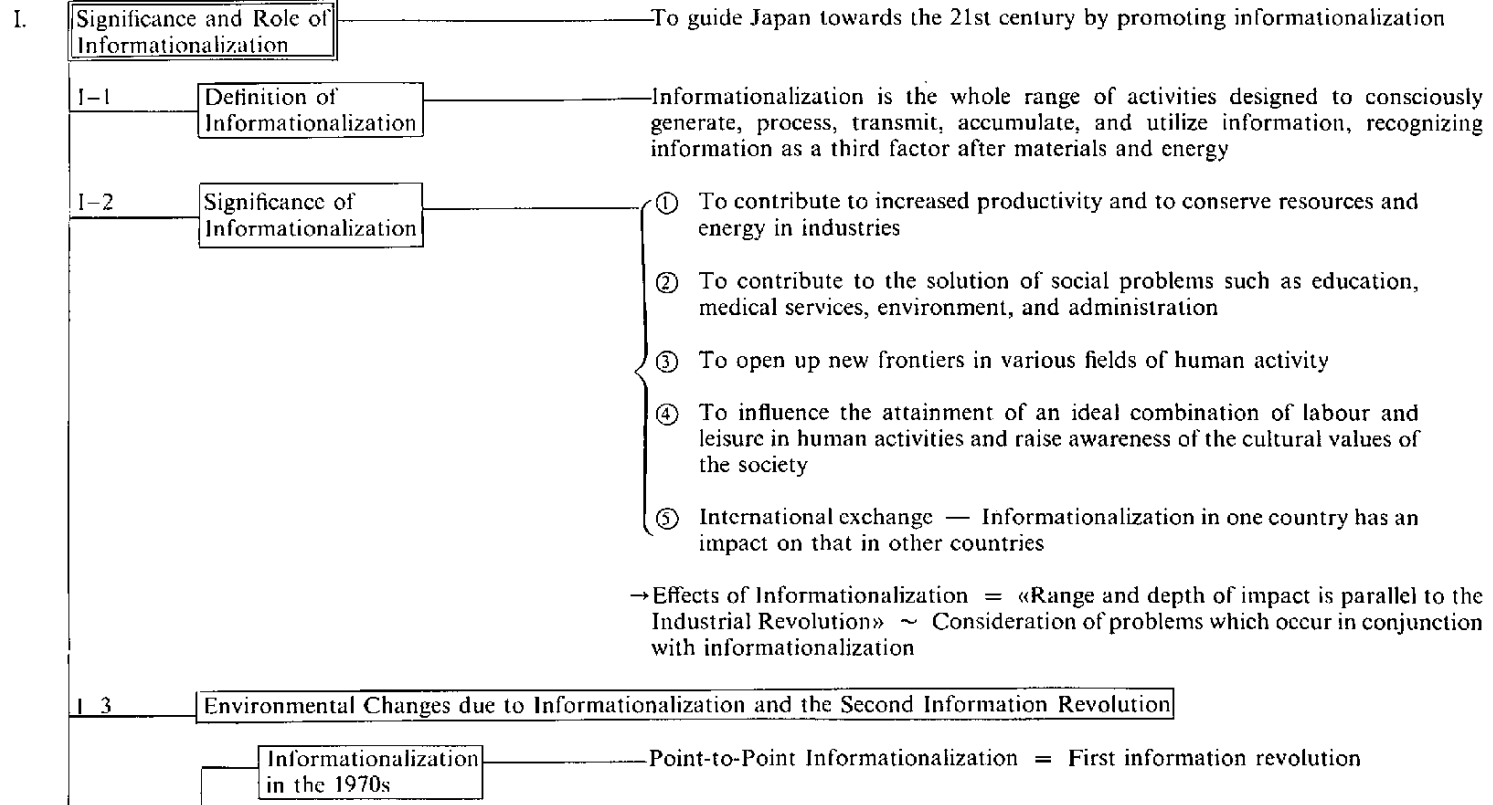 I. Significance and Role of To guide Japan towards the 21st century by promoting informationalization
Informationalization
I–1 Definition of Informationalization is the whole range of activities designed to consciously
Informationalization generate, process, transmit, accumulate, and utilize information, recognizing
information as a third factor after materials and energy
I–2 Significance of ① To contribute to increased productivity and to conserve resources and
Informationalization energy in industries
② To contribute to the solution of social problems such as education,
medical services, environment, and administration
③ To open up new frontiers in various fields of human activity
④ To influence the attainment of an ideal combination of labour and
leisure in human activities and raise awareness of the cultural values of
the society
⑤ International exchange — Informationalization in one country has an
impact on that in other countries
→ Effects of Informationalization = «Range and depth of impact is parallel to the
Industrial Revolution» ~ Consideration of problems which occur in conjunction
with informationalization
I 3 Environmental Changes due to Informationalization and the Second Information Revolution
Informationalization Point-to-Point Informationalization = First information revolution
in the 1970s